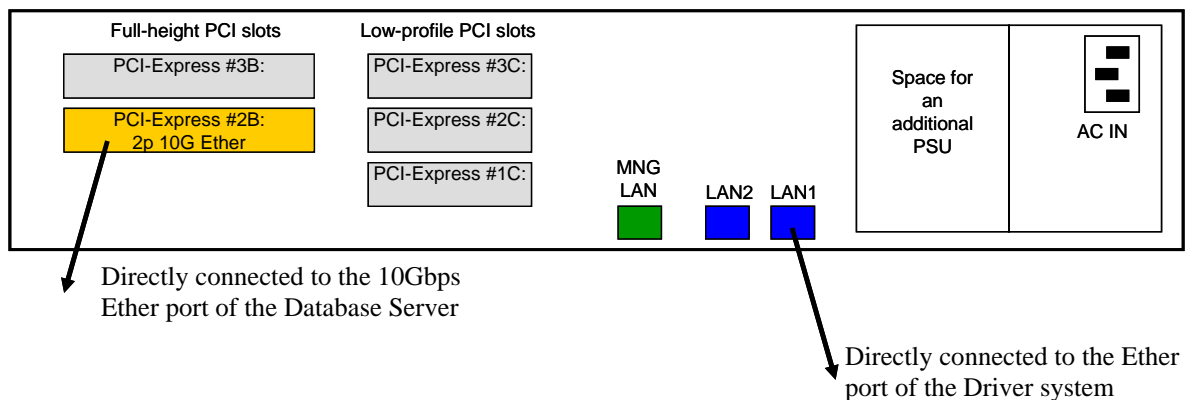 Full-height PCI slots
Low-profile PCI slots
PCI-Express #3B:
PCI-Express #3C:
PCI-Express #2B:
2p 10G Ether
PCI-Express #2C:
PCI-Express #1C:
MNG
LAN
LAN2
LAN1
Space for
an
additional
PSU
AC IN
Directly connected to the 10Gbps
Ether port of the Database Server
Directly connected to the Ether
port of the Driver system